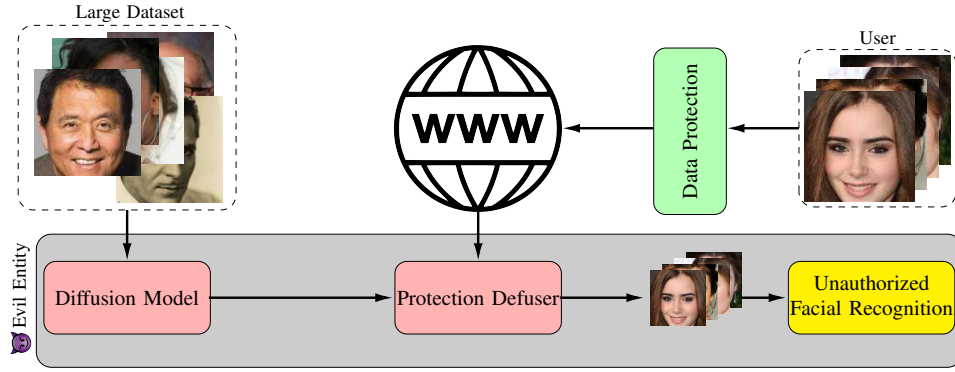 Large Dataset
User
WWW
Data Protection
Evil Entity
Diffusion Model
Protection Defuser
Unauthorized
Facial Recognition